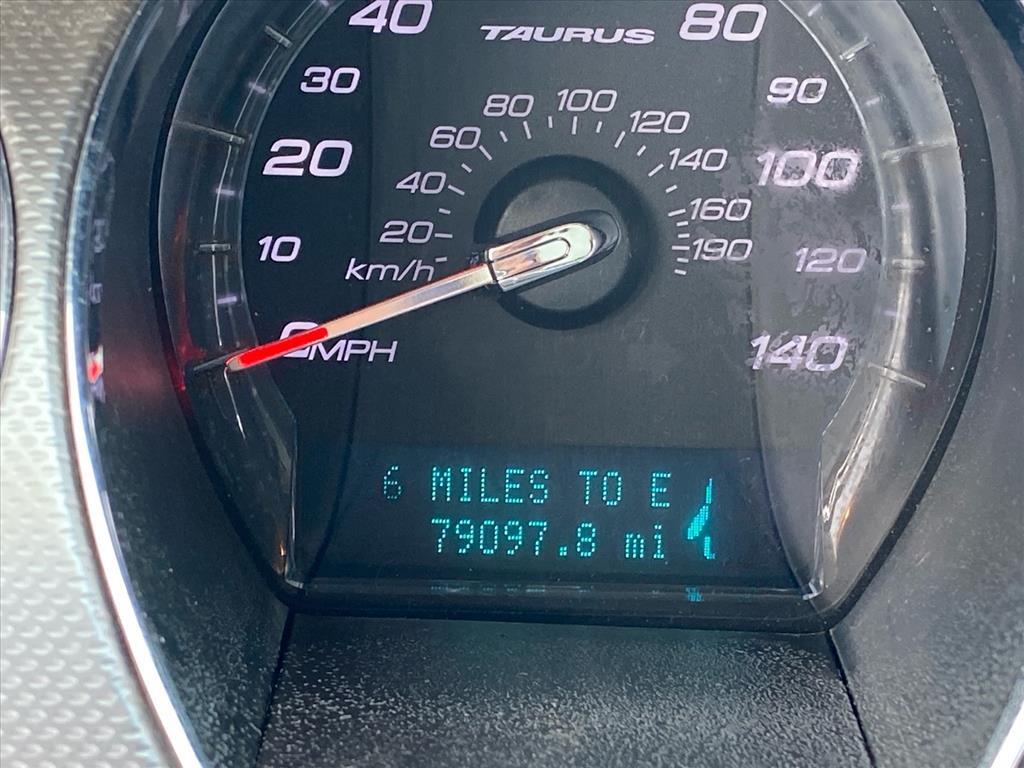 40 TAURUS 80
30 90
80 100 120
60 140
20 100
40 160
20 190
10 120
km/h
0 MPH 140
6 MILES TO E
79097.8 mi